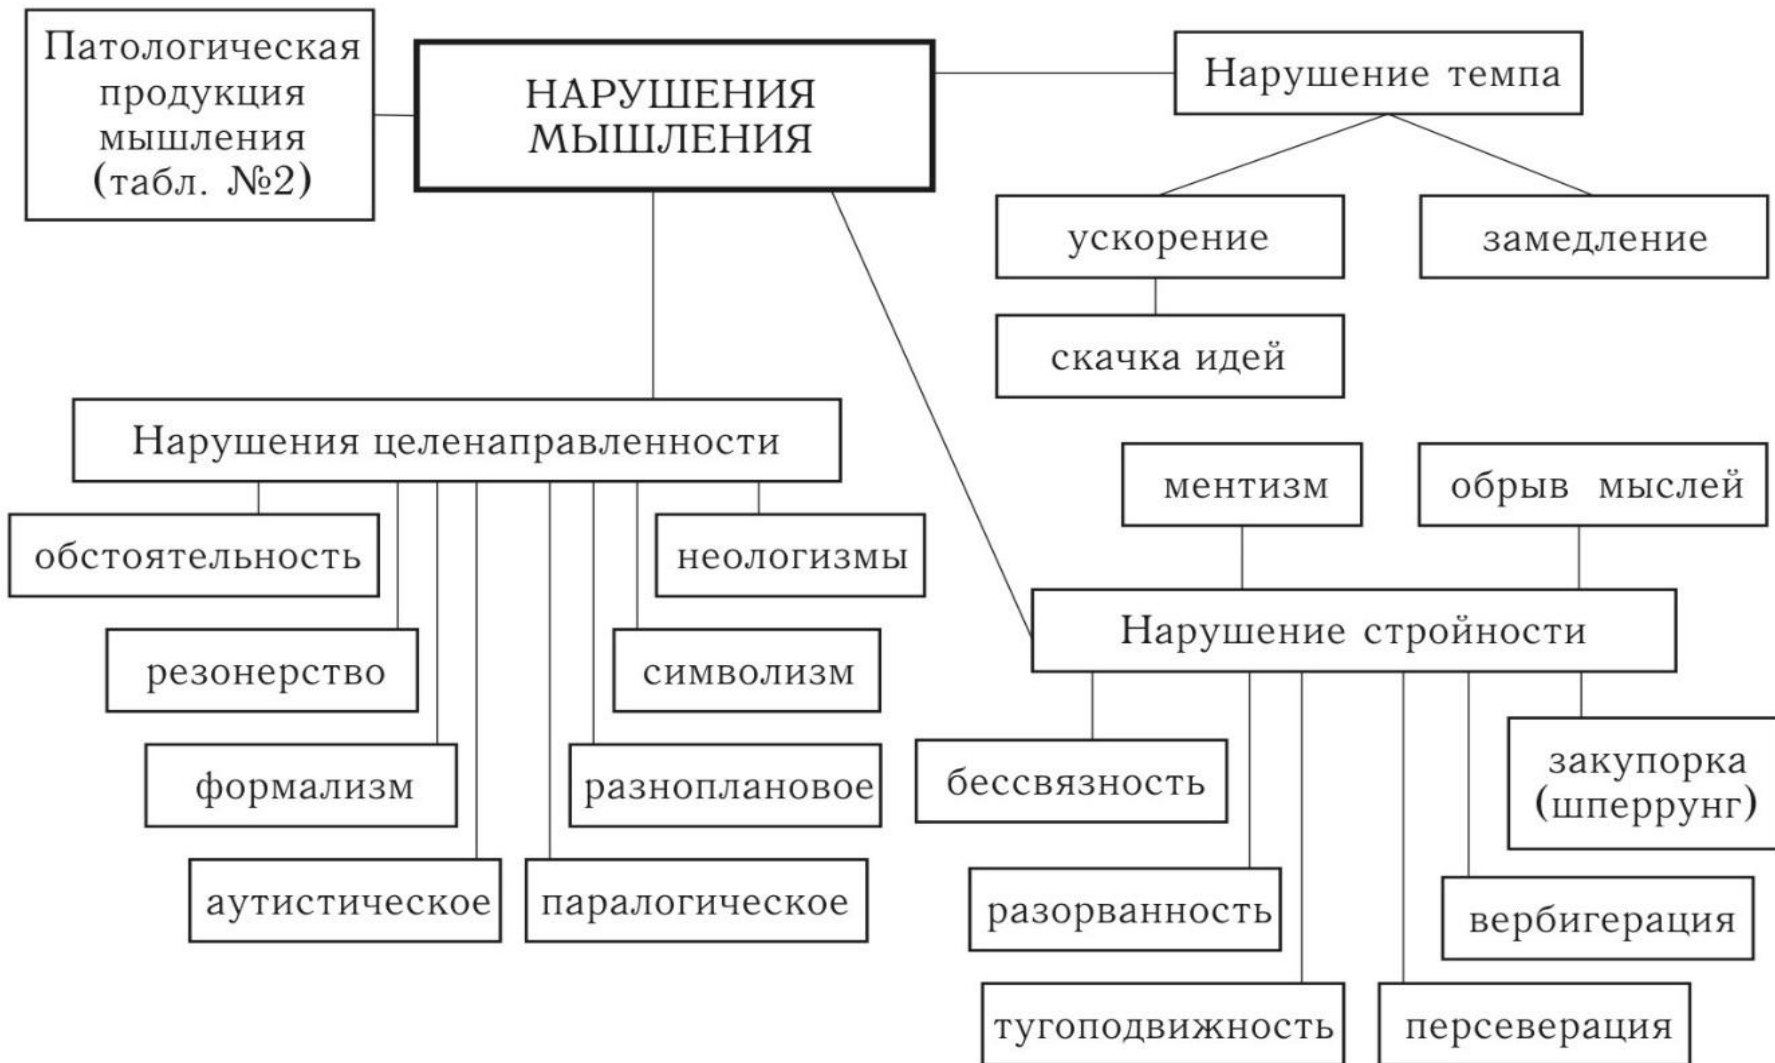 Патологическая
продукция
мышления
(табл. №2)
НАРУШЕНИЯ
МЫШЛЕНИЯ
Нарушение темпа
ускорение
замедление
скачка идей
Нарушения целенаправленности
ментизм
обрыв мыслей
обстоятельность
неологизмы
Нарушение стройности
резонерство
символизм
формализм
разноплановое
бессвязность
закупорка
(шперрунг)
аутистическое
паралогическое
разорванность
вербигерация
тугоподвижность
персеверация